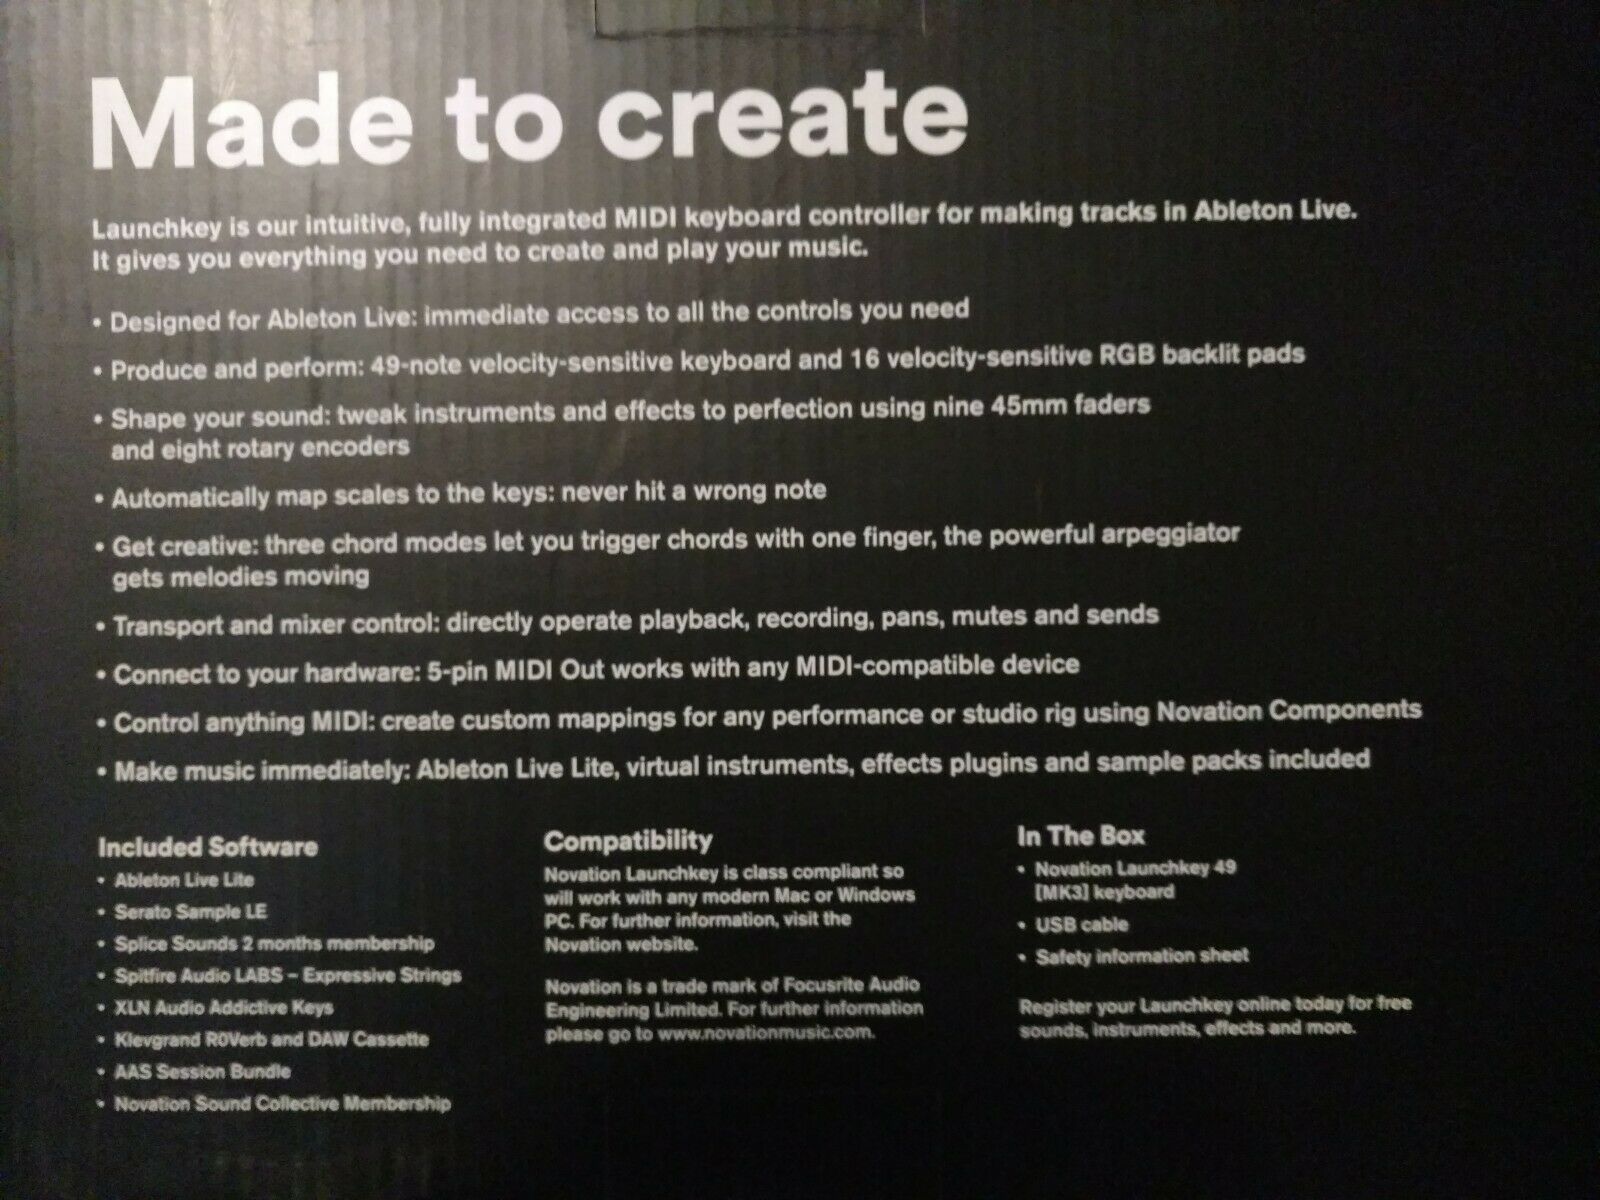 Made to create
Launchkey is our intuitive, fully integrated MIDI keyboard controller for making tracks in Ableton Live.
It gives you everything you need to create and play your music.
• Designed for Ableton Live: immediate access to all the controls you need
• Produce and perform: 49-note velocity-sensitive keyboard and 16 velocity-sensitive RGB backlit pads
• Shape your sound: tweak instruments and effects to perfection using nine 45mm faders
and eight rotary encoders
• Automatically map scales to the keys: never hit a wrong note
• Get creative: three chord modes let you trigger chords with one finger, the powerful arpeggiator
gets melodies moving
• Transport and mixer control: directly operate playback, recording, pans, mutes and sends
• Connect to your hardware: 5-pin MIDI Out works with any MIDI-compatible device
• Control anything MIDI: create custom mappings for any performance or studio rig using Novation Components
• Make music immediately: Ableton Live Lite, virtual instruments, effects plugins and sample packs included
Included Software
• Ableton Live Lite
• Serato Sample LE
• Splice Sounds 2 months membership
• Spitfire Audio LABS – Expressive Strings
• XLN Audio Addictive Keys
• Klevgrand R0Verb and DAW Cassette
• AAS Session Bundle
• Novation Sound Collective Membership
Compatibility
Novation Launchkey is class compliant so
will work with any modern Mac or Windows
PC. For further information, visit the
Novation website.
Novation is a trade mark of Focusrite Audio
Engineering Limited. For further information
please go to www.novationmusic.com.
In The Box
• Novation Launchkey 49
[MK3] keyboard
• USB cable
• Safety information sheet
Register your Launchkey online today for free
sounds, instruments, effects and more.